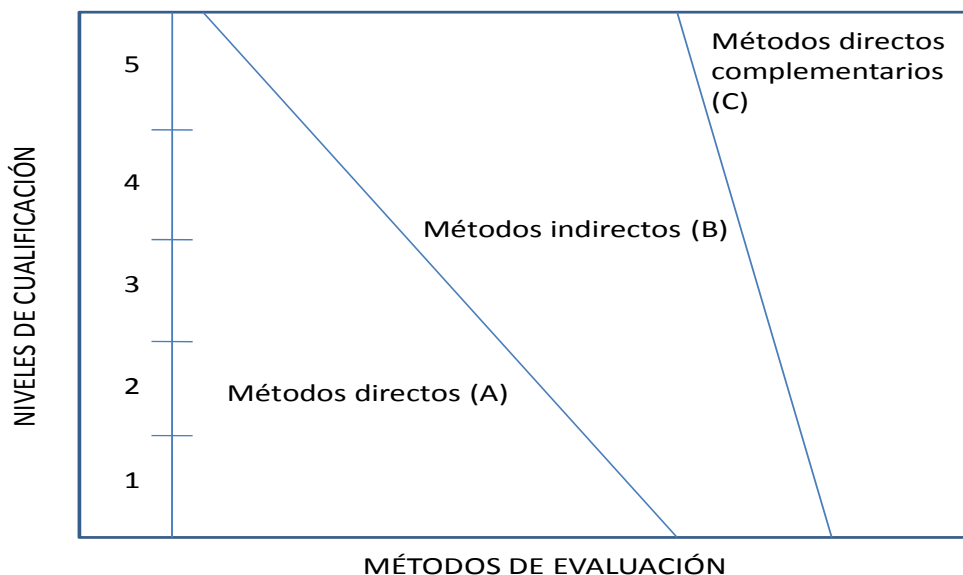 NIVELES DE CUALIFICACIÓN
5
4
3
2
1
Métodos directos
complementarios
(C)
Métodos indirectos (B)
Métodos directos (A)
MÉTODOS DE EVALUACIÓN